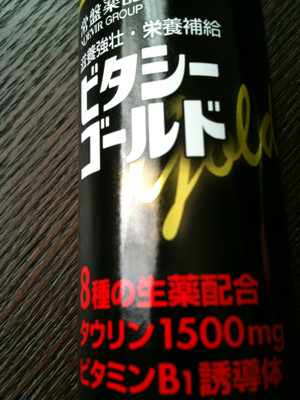 常盤薬品
NOEVIR GROUP
滋養強壮・栄養補給
ビタシー
ゴールド
gold
8種の生薬配合
タウリン1500mg
ビタミンB1誘導体